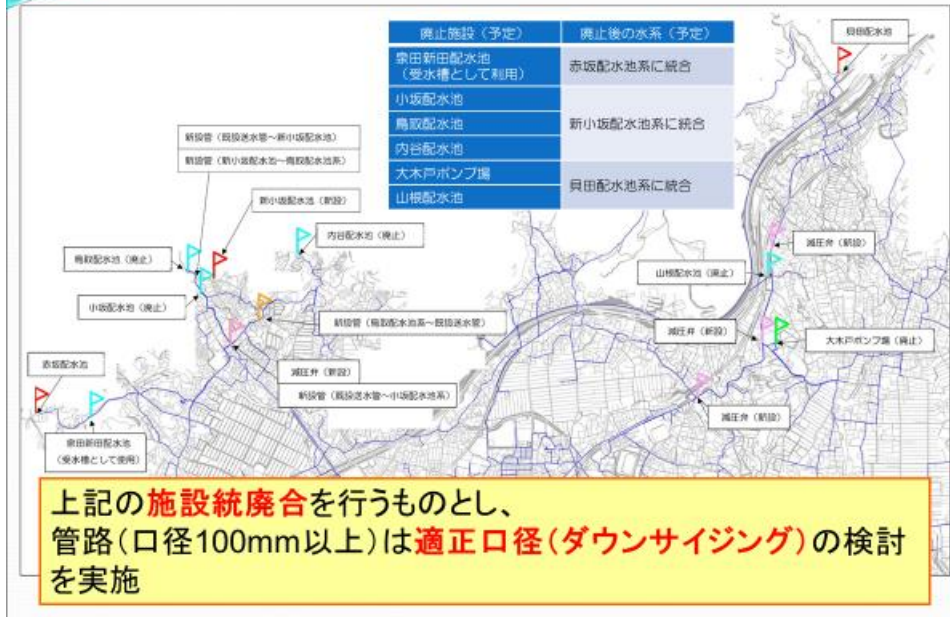 廃止施設（予定）
廃止後の水系（予定）
泉田新田配水池
（受水槽として利用）
赤坂配水池系に統合
小坂配水池
鳥取配水池
内谷配水池
新小坂配水池系に統合
大木戸ポンプ場
山根配水池
貝田配水池系に統合
貝田配水池
新設管（既設送水管～新小坂配水池）
新設管（新小坂配水池～鳥取配水池系）
新小坂配水池（新設）
内谷配水池（廃止）
減圧弁（新設）
鳥取配水池（廃止）
山根配水池（廃止）
小坂配水池（廃止）
新設管（鳥取配水池系～既設送水管）
減圧弁（新設）
大木戸ポンプ場（廃止）
赤坂配水池
減圧弁（新設）
新設管（既設送水管～小坂配水池系）
減圧弁（新設）
泉田新田配水池
（受水槽として使用）
上記の施設統廃合を行うものとし、
管路（口径100mm以上）は適正口径（ダウンサイジング）の検討
を実施